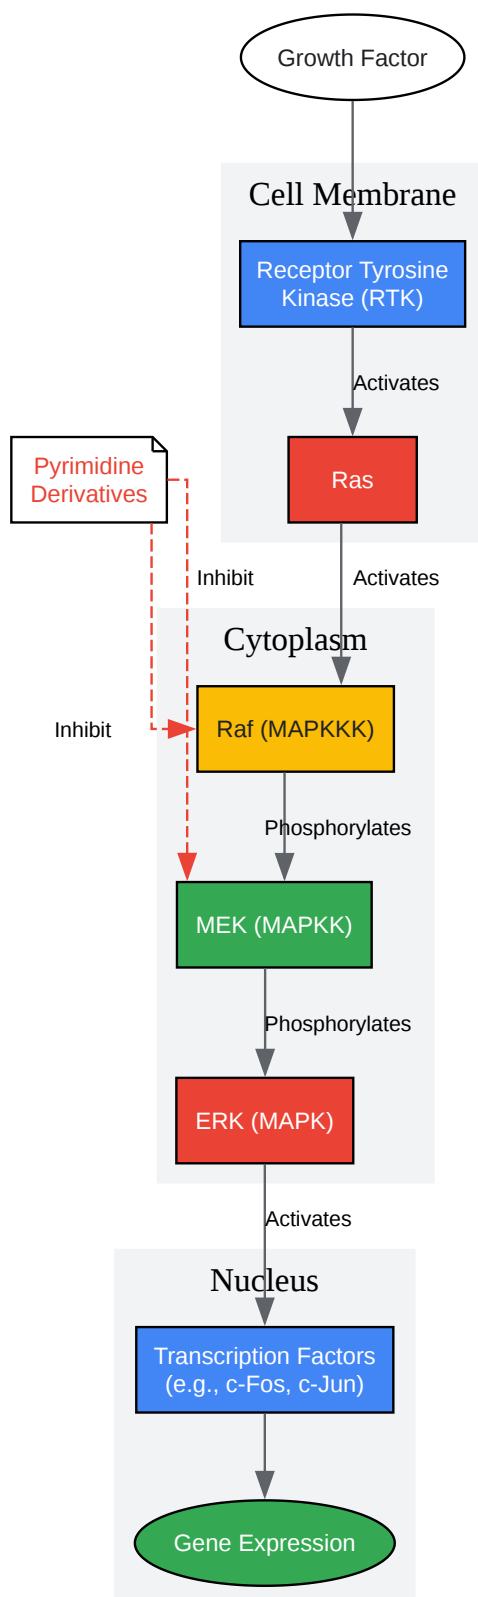 Growth Factor
Cell Membrane
Receptor Tyrosine
Kinase (RTK)
Activates
Pyrimidine
Derivatives
Ras
Inhibit
Activates
Cytoplasm
Inhibit
Raf (MAPKKK)
Phosphorylates
MEK (MAPKK)
Phosphorylates
ERK (MAPK)
Activates
Nucleus
Transcription Factors
(e.g., c-Fos, c-Jun)
Gene Expression